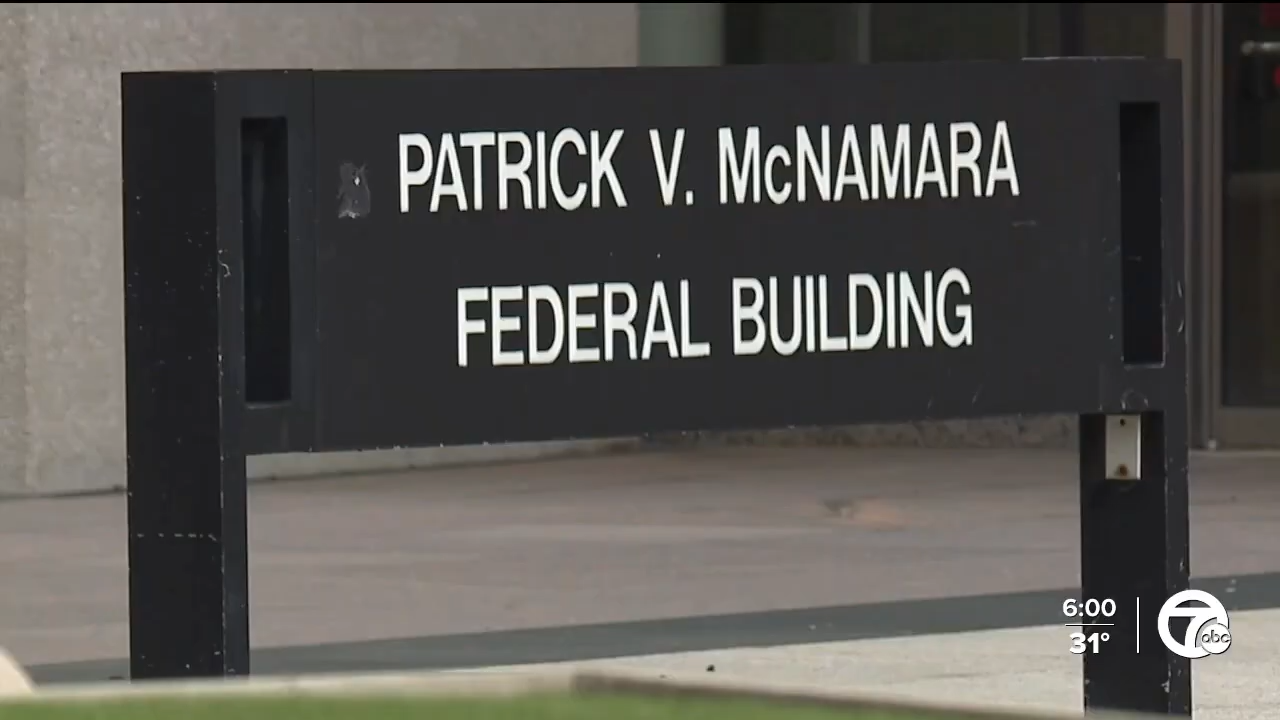 PATRICK V. McNAMARA
FEDERAL BUILDING
6:00
31°
7 abc